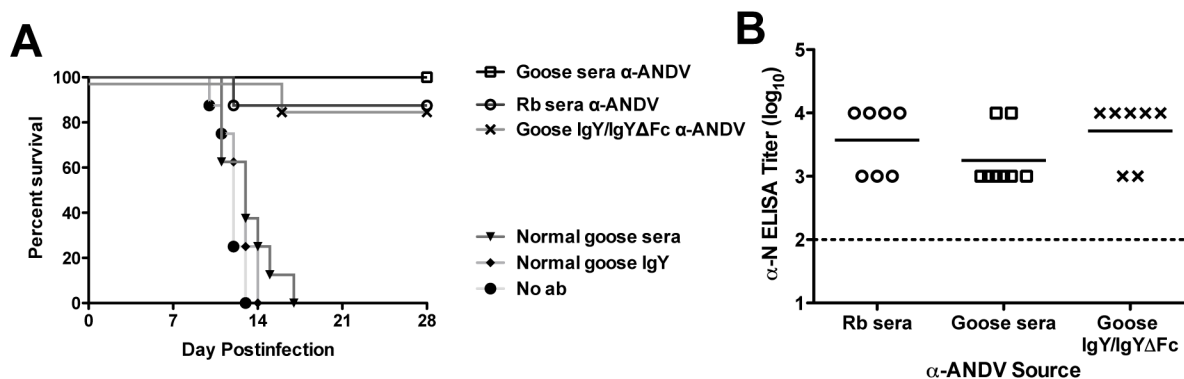 A
Percent survival
100
80
60
40
20
0
0 7 14 21 28
Day Postinfection
Goose sera α-ANDV
Rb sera α-ANDV
Goose IgY/IgYΔFc α-ANDV
Normal goose sera
Normal goose IgY
No ab
B
α-N ELISA Titer (log10)
5
4
3
2
1
Rb sera Goose sera Goose
IgY/IgYΔFc
α-ANDV Source